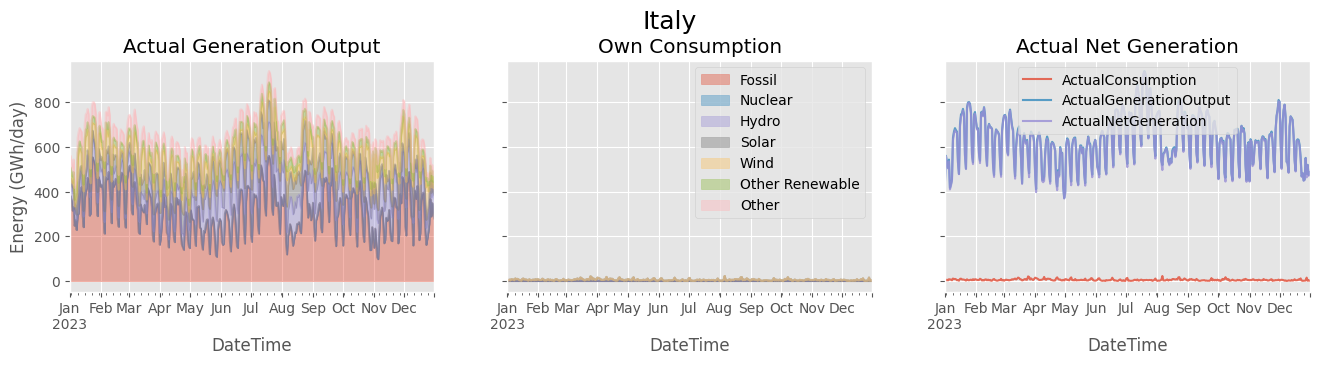 Italy
Actual Generation Output
Own Consumption
Actual Net Generation
Energy (GWh/day)
800
600
400
200
0
Jan Feb Mar Apr May Jun Jul Aug Sep Oct Nov Dec
2023
DateTime
Fossil
Nuclear
Hydro
Solar
Wind
Other Renewable
Other
Jan Feb Mar Apr May Jun Jul Aug Sep Oct Nov Dec
2023
DateTime
ActualConsumption
ActualGenerationOutput
ActualNetGeneration
Jan Feb Mar Apr May Jun Jul Aug Sep Oct Nov Dec
2023
DateTime